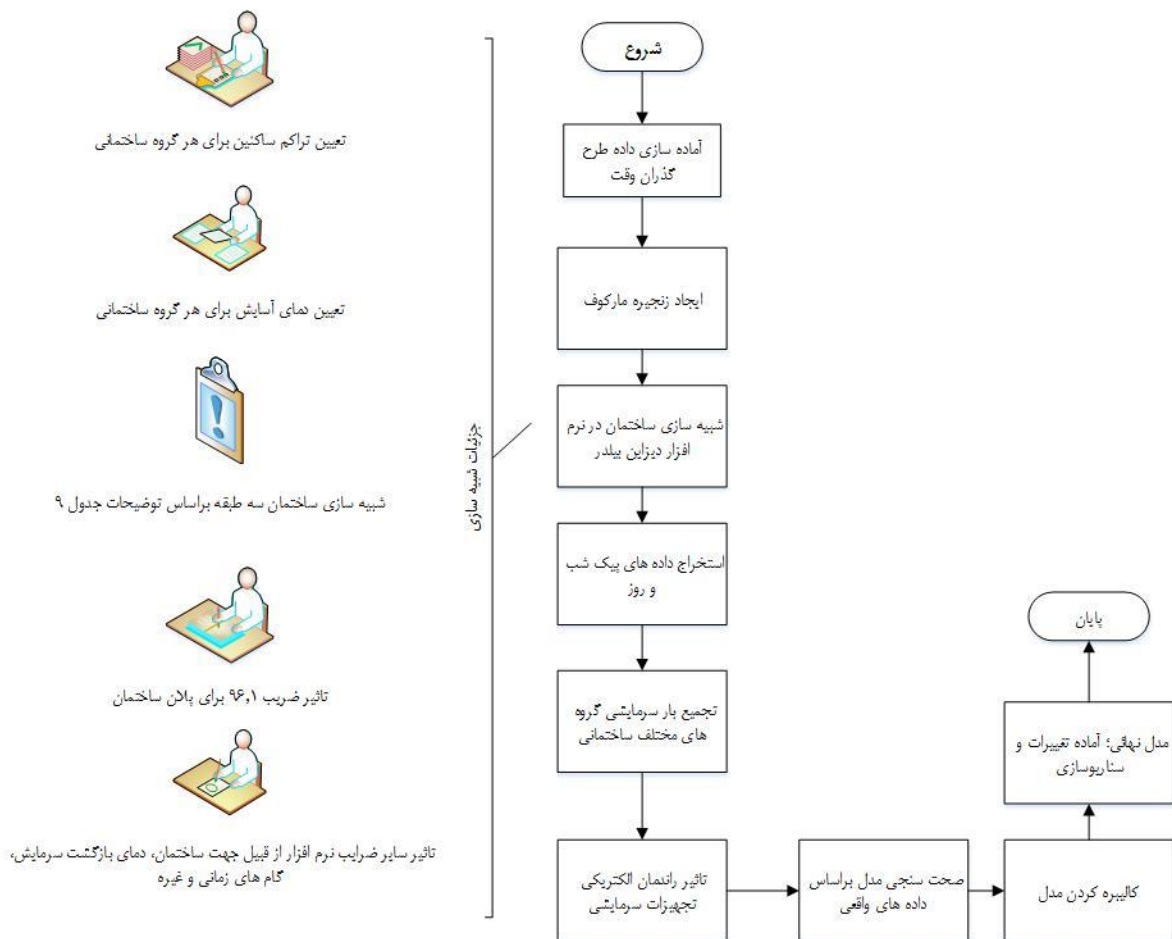 شروع
آماده سازی داده طرح
گذران وقت
ایجاد زنجیره مارکوف
شبیه سازی ساختمان در نرم
افزار دیزاین بیلدر
استخراج داده های پیک شب
و روز
تجمیع بار سرمایشی گروه
های مختلف ساختمانی
تاثیر راندمان الکتریکی
تجهیزات سرمایشی
صحت سنجی مدل براساس
داده های واقعی
کالیبره کردن مدل
مدل نهائی؛ آماده تغییرات و
سناریوسازی
پایان
جزئیات شبیه سازی
تعیین تراکم ساکنین برای هر گروه ساختمانی
تعیین دمای آسایش برای هر گروه ساختمانی
شبیه سازی ساختمان سه طبقه براساس توضیحات جدول ۹
تاثیر ضریب ۹۶,۱ برای پلان ساختمان
تاثیر سایر ضرایب نرم افزار از قبیل جهت ساختمان، دمای بازگشت سرمایش،
گام های زمانی و غیره